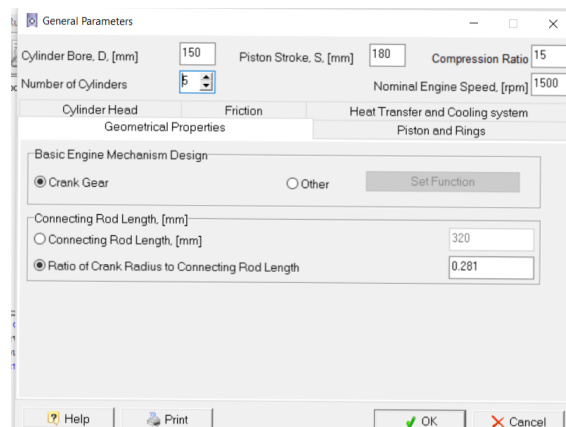 General Parameters
Cylinder Bore, D, [mm] 150 Piston Stroke, S, [mm] 180 Compression Ratio 15
Number of Cylinders 5 Nominal Engine Speed, [rpm] 1500
Cylinder Head Friction Heat Transfer and Cooling system
Geometrical Properties Piston and Rings
Basic Engine Mechanism Design
Crank Gear Other Set Function
Connecting Rod Length, [mm]
Connecting Rod Length, [mm] 320
Ratio of Crank Radius to Connecting Rod Length 0.281
Help Print OK Cancel